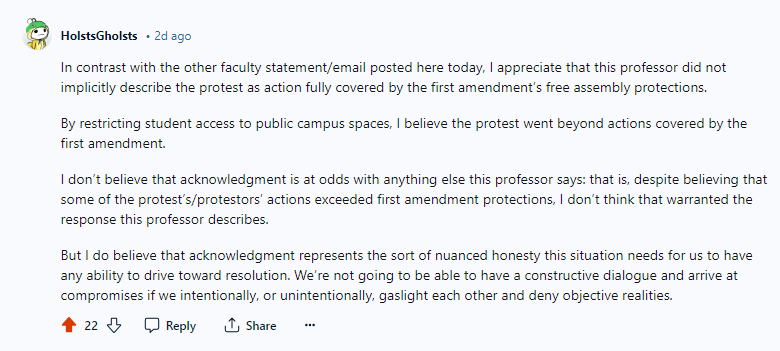 HolstsGholsts • 2d ago
In contrast with the other faculty statement/email posted here today, I appreciate that this professor did not
implicitly describe the protest as action fully covered by the first amendment's free assembly protections.
By restricting student access to public campus spaces, I believe the protest went beyond actions covered by the
first amendment.
I don't believe that acknowledgment is at odds with anything else this professor says: that is, despite believing that
some of the protest's/protestors' actions exceeded first amendment protections, I don't think that warranted the
response this professor describes.
But I do believe that acknowledgment represents the sort of nuanced honesty this situation needs for us to have
any ability to drive toward resolution. We're not going to be able to have a constructive dialogue and arrive at
compromises if we intentionally, or unintentionally, gaslight each other and deny objective realities.
22 Reply Share ...